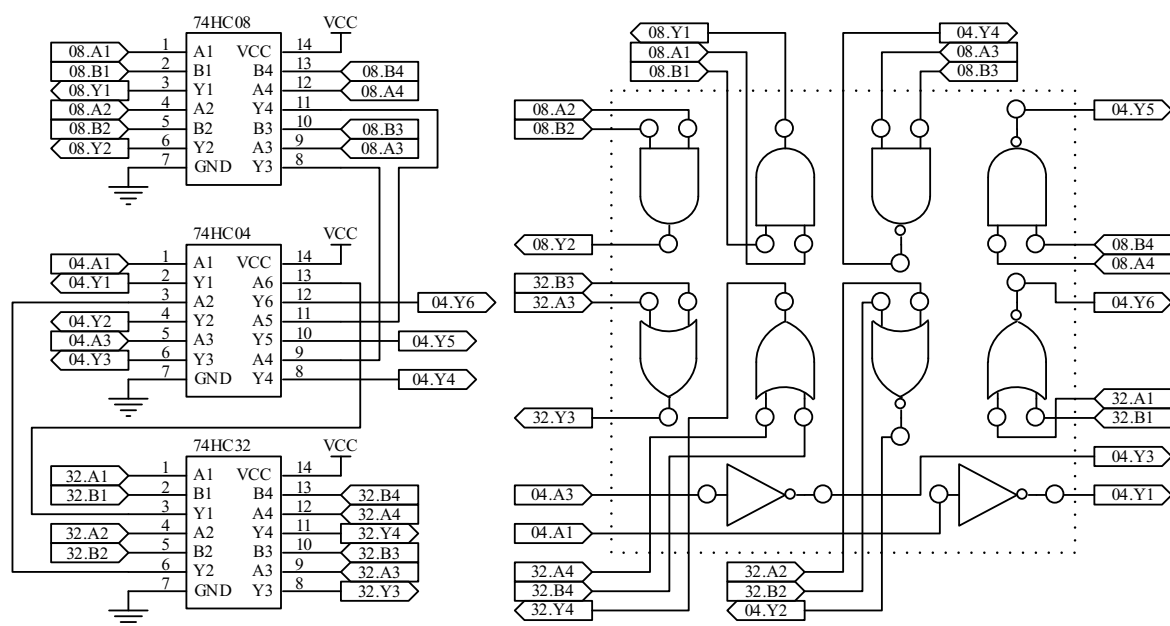 74HC08
VCC
08.A1 1 A1 VCC 14
08.B1 2 B1 B4 13 08.B4
08.Y1 3 Y1 A4 12 08.A4
08.A2 4 A2 Y4 11
08.B2 5 B2 B3 10 08.B3
08.Y2 6 Y2 A3 9 08.A3
7 GND Y3 8
74HC04
VCC
04.A1 1 A1 VCC 14
04.Y1 2 Y1 A6 13
3 A2 Y6 12 04.Y6
04.Y2 4 Y2 A5 11
04.A3 5 A3 Y5 10 04.Y5
04.Y3 6 Y3 A4 9
7 GND Y4 8 04.Y4
74HC32
VCC
32.A1 1 A1 VCC 14
32.B1 2 B1 B4 13 32.B4
3 Y1 A4 12 32.A4
32.A2 4 A2 Y4 11 32.Y4
32.B2 5 B2 B3 10 32.B3
6 Y2 A3 9 32.A3
7 GND Y3 8 32.Y3
08.Y1 04.Y4
08.A1 08.A3
08.B1 08.B3
08.A2 04.Y5
08.B2
08.Y2 08.B4
08.A4
32.B3
32.A3 04.Y6
32.A1
32.Y3 32.B1
04.Y3
04.A3 04.Y1
04.A1
32.A4 32.A2
32.B4 32.B2
32.Y4 04.Y2